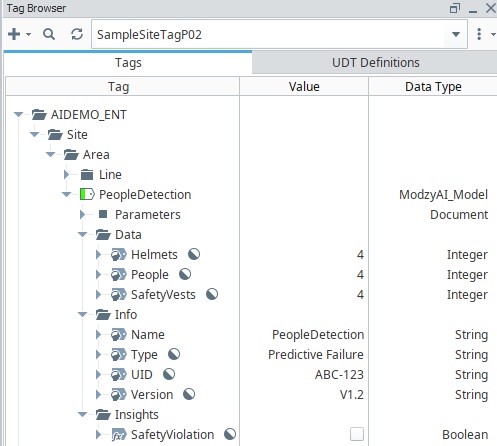 Tag Browser
SampleSiteTagP02
Tags UDT Definitions
Tag Value Data Type
AIDEMO_ENT
Site
Area
Line
PeopleDetection ModzyAI_Model
Parameters Document
Data
Helmets 4 Integer
People 4 Integer
SafetyVests 4 Integer
Info
Name PeopleDetection String
Type Predictive Failure String
UID ABC-123 String
Version V1.2 String
Insights
fx SafetyViolation Boolean